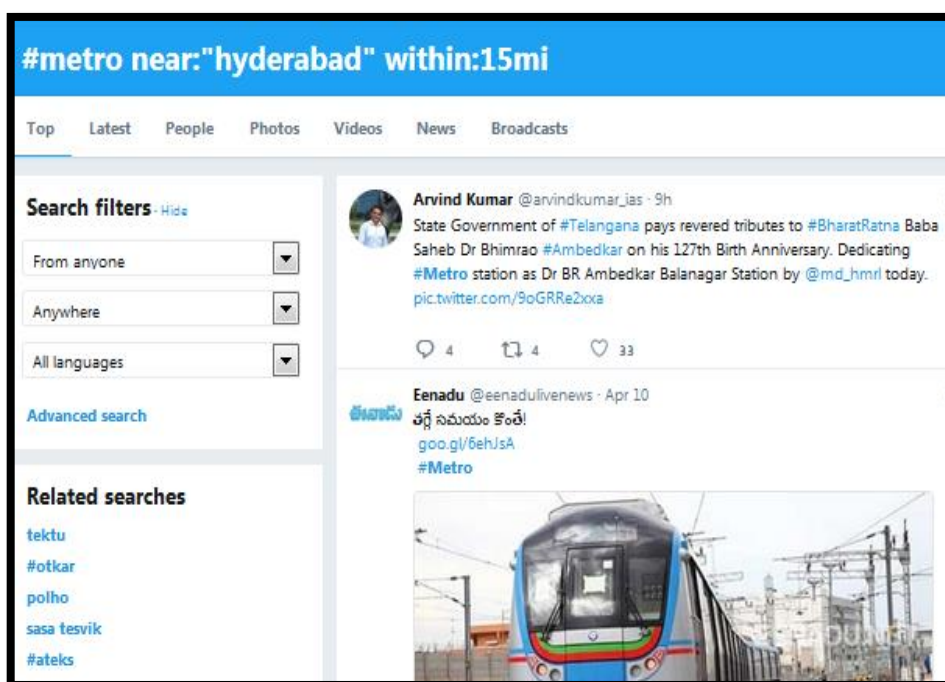 #metro near:"hyderabad" within:15mi
Top Latest People Photos Videos News Broadcasts
Search filters · Hide
From anyone
Anywhere
All languages
Advanced search
Related searches
tektu
#otkar
polho
sasa tesvik
#ateks
Arvind Kumar @arvindkumar_ias · 9h
State Government of #Telangana pays revered tributes to #BharatRatna Baba
Saheb Dr Bhimrao #Ambedkar on his 127th Birth Anniversary. Dedicating
#Metro station as Dr BR Ambedkar Balanagar Station by @md_hmrl today.
pic.twitter.com/9oGRRe2xxa
4 4 33
ఈనాడు
Eenadu @eenadulivenews · Apr 10
తగ్గే సమయం కొంతే!
goo.gl/6ehJsA
#Metro